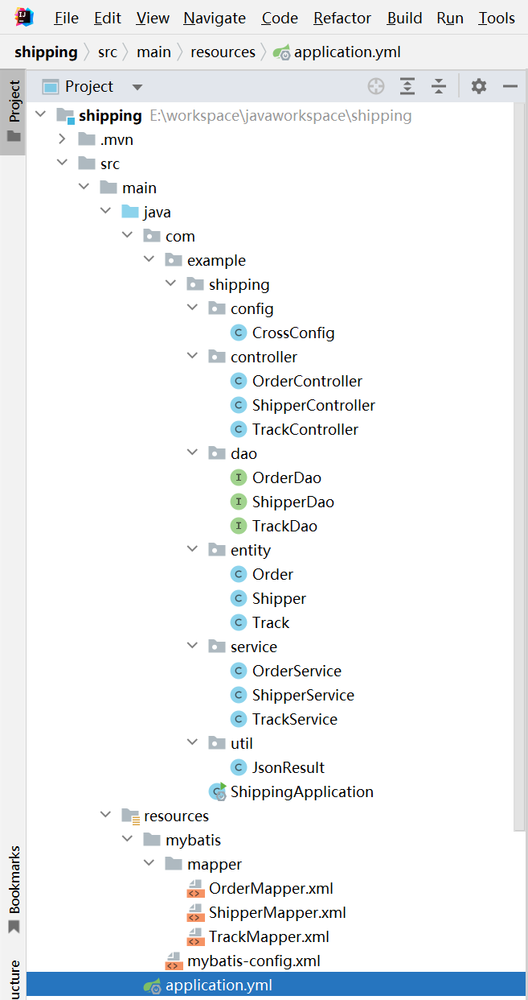 File Edit View Navigate Code Refactor Build Run Tools
shipping src main resources application.yml
Project
Project
shipping E:\workspace\javaworkspace\shipping
.mvn
src
main
java
com
example
shipping
config
C CrossConfig
controller
C OrderController
C ShipperController
C TrackController
dao
I OrderDao
I ShipperDao
I TrackDao
entity
C Order
C Shipper
C Track
service
C OrderService
C ShipperService
C TrackService
util
C JsonResult
ShippingApplication
resources
mybatis
mapper
OrderMapper.xml
ShipperMapper.xml
TrackMapper.xml
mybatis-config.xml
application.yml
Bookmarks
ucture